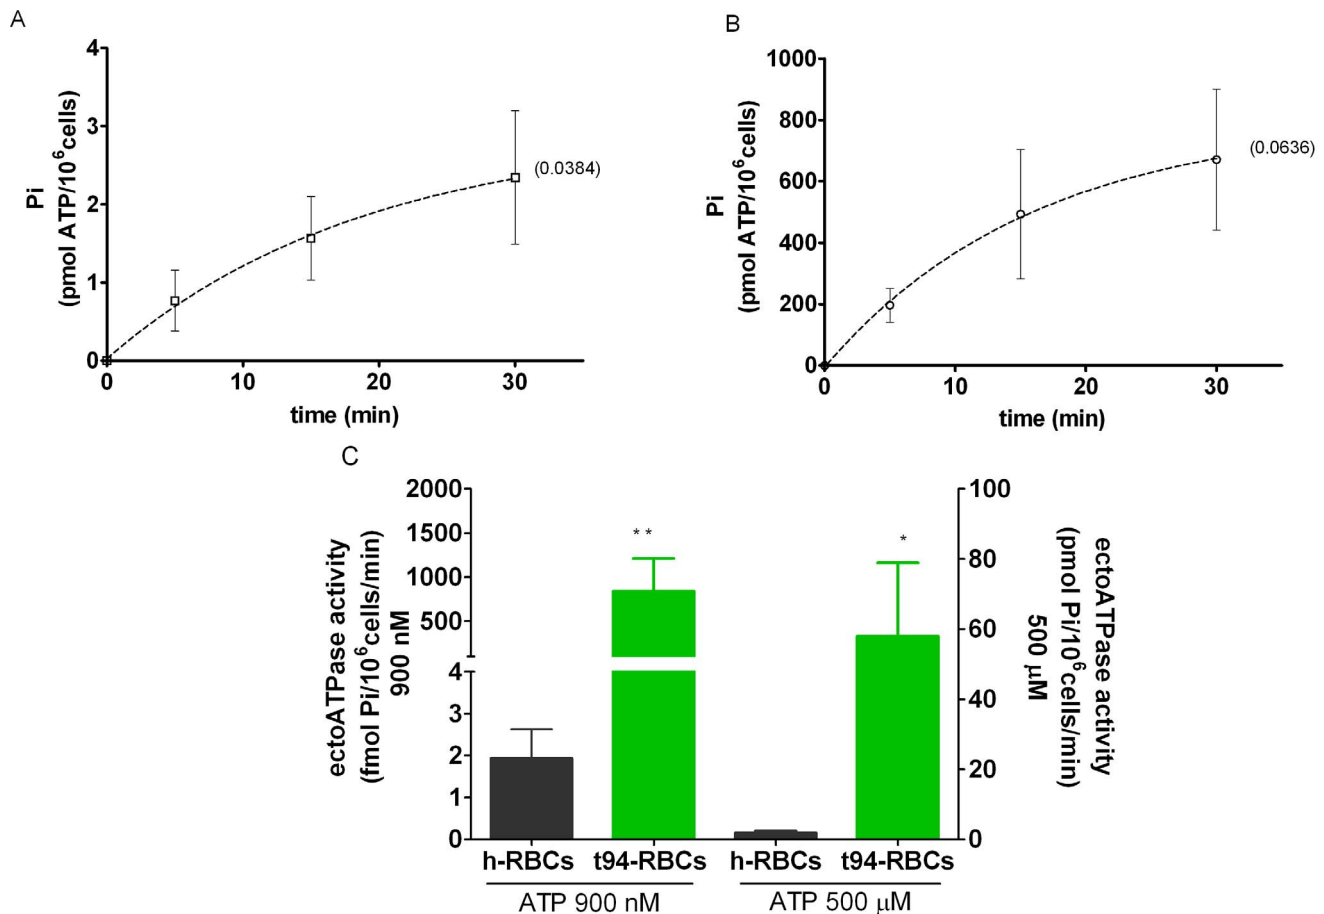 A
4
3
2
1
0
Pi
(pmol ATP/10⁶cells)
(0.0384)
0
10
20
30
time (min)
B
1000
800
600
400
200
0
Pi
(pmol ATP/10⁶cells)
(0.0636)
0
10
20
30
time (min)
C
ectoATPase activity
(fmol Pi/10⁶cells/min)
900 nM
2000
1500
1000
500
4
3
2
1
0
**
*
100
80
60
40
20
0
ectoATPase activity
(pmol Pi/10⁶cells/min)
500 μM
h-RBCs t94-RBCs h-RBCs t94-RBCs
ATP 900 nM ATP 500 μM